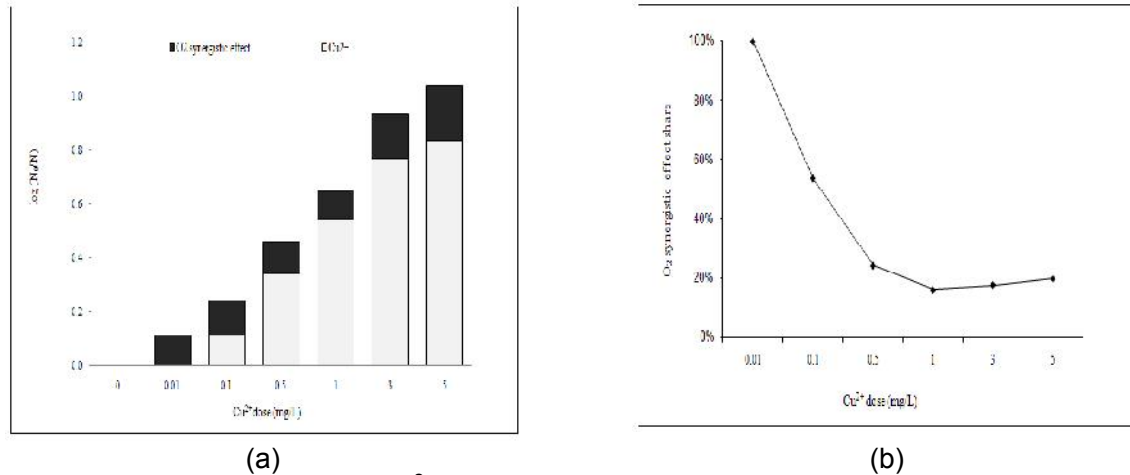 1.2
O2 synergistic effect
Cu2+
1.0
0.8
0.6
0.4
0.2
0.0
log (N₀/N)
0 0.01 0.1 0.5 1 3 5
Cu²⁺ dose (mg/L)
(a)
100%
80%
60%
40%
20%
0%
O₂ synergistic effect share
0.01 0.1 0.5 1 3 5
Cu²⁺ dose (mg/L)
(b)